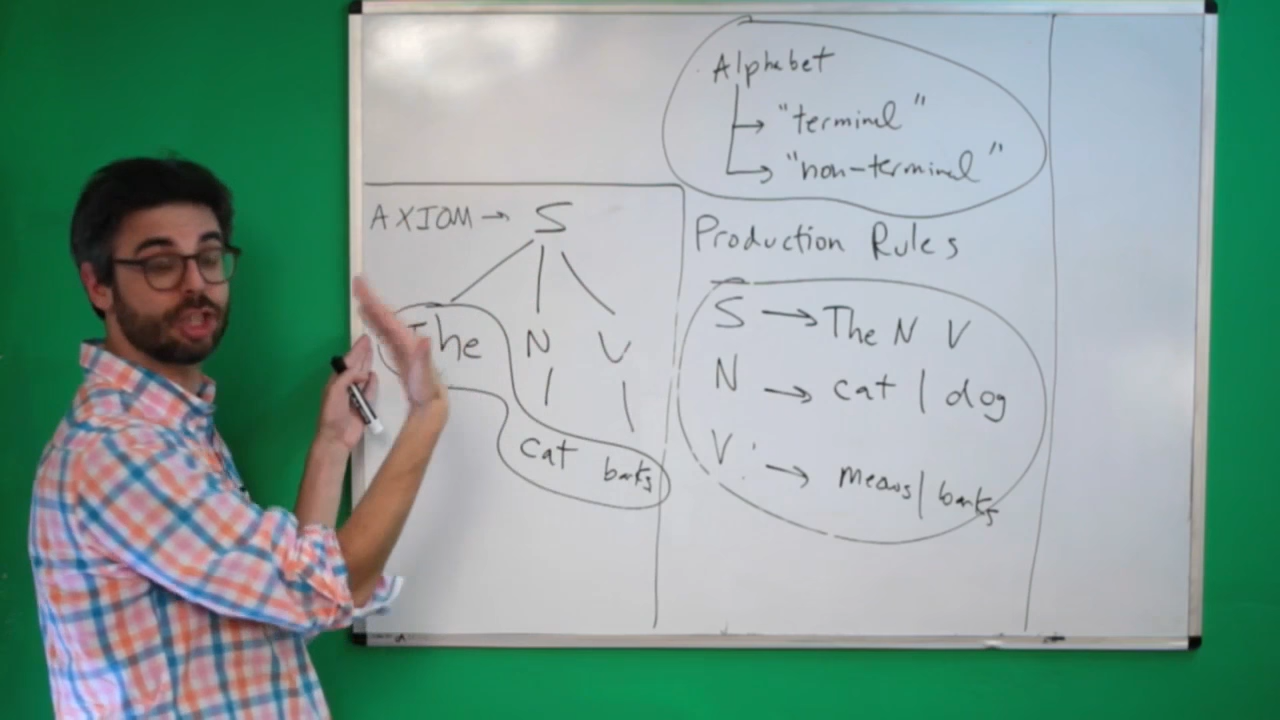 Alphabet
"terminal"
"non-terminal"
AXIOM → S
The N V
cat barks
Production Rules
S → The N V
N → cat | dog
V → meows | barks